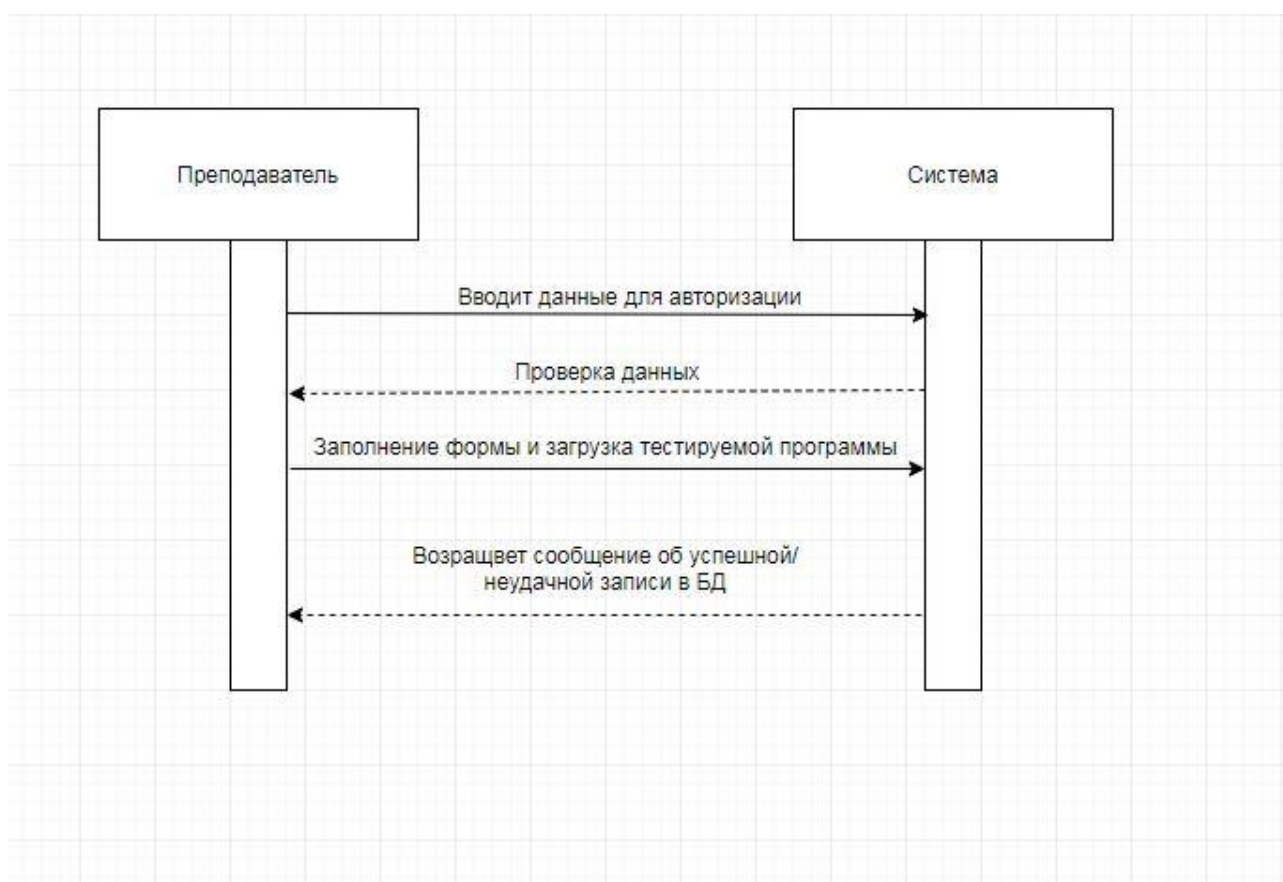 Преподаватель
Система
Вводит данные для авторизации
Проверка данных
Заполнение формы и загрузка тестируемой программы
Возращвет сообщение об успешной/
неудачной записи в БД